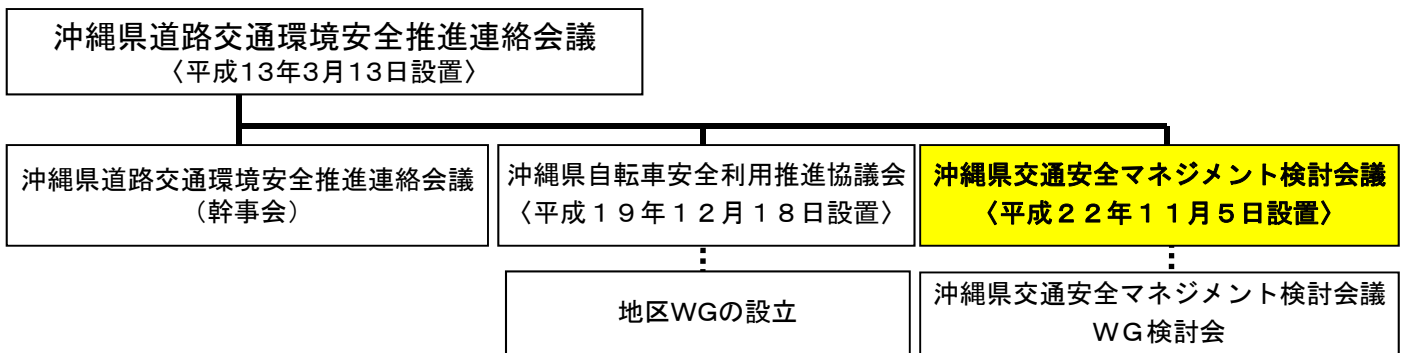 沖縄県道路交通環境安全推進連絡会議
〈平成13年3月13日設置〉
沖縄県道路交通環境安全推進連絡会議
（幹事会）
沖縄県自転車安全利用推進協議会
〈平成１９年１２月１８日設置〉
沖縄県交通安全マネジメント検討会議
〈平成２２年１１月５日設置〉
地区WGの設立
沖縄県交通安全マネジメント検討会議
ＷＧ検討会